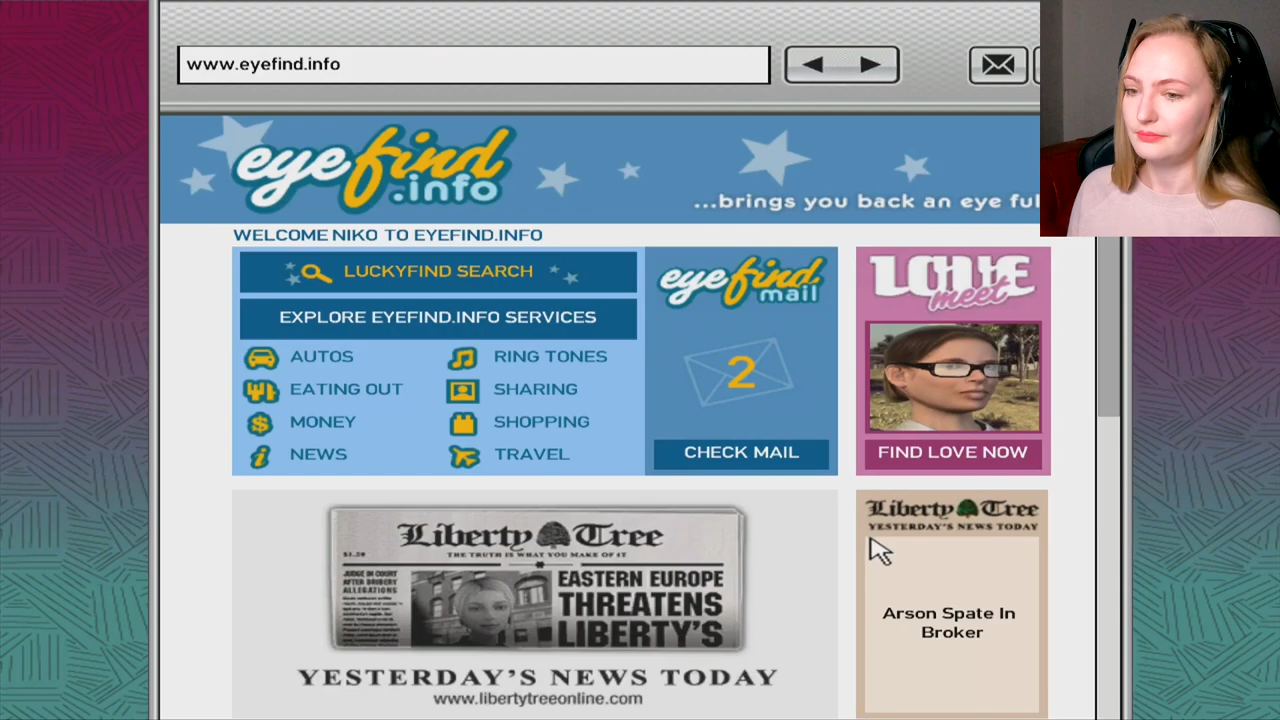 www.eyefind.info
eyefind
.info
...brings you back an eye ful
WELCOME NIKO TO EYEFIND.INFO
LUCKYFIND SEARCH
EXPLORE EYEFIND.INFO SERVICES
AUTOS
RING TONES
EATING OUT
SHARING
MONEY
SHOPPING
NEWS
TRAVEL
eyefind
mail
2
CHECK MAIL
LOVE
meet
FIND LOVE NOW
Liberty Tree
THE TRUTH IS WHAT YOU MAKE OF IT
JUDGE IN COURT
AFTER BRIBERY
ALLEGATIONS
EASTERN EUROPE
THREATENS
LIBERTY'S
YESTERDAY'S NEWS TODAY
www.libertytreeonline.com
Liberty Tree
YESTERDAY'S NEWS TODAY
Arson Spate In
Broker